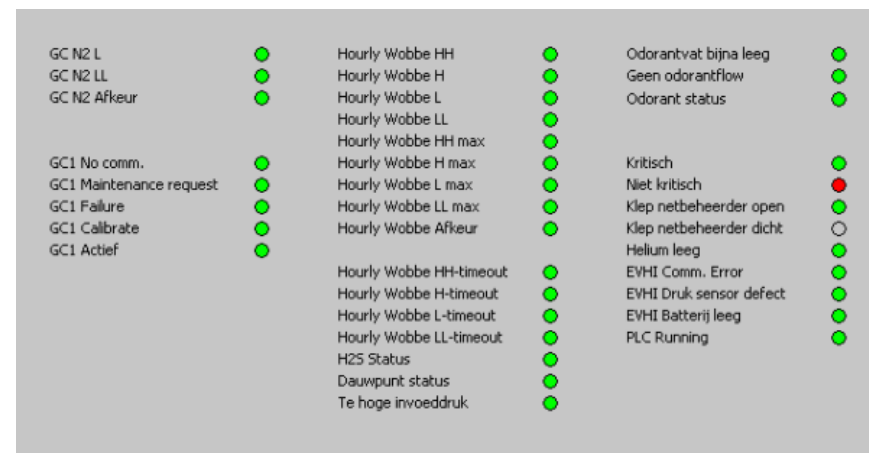 GC N2 L
GC N2 LL
GC N2 Afkeur
GC1 No comm.
GC1 Maintenance request
GC1 Failure
GC1 Calibrate
GC1 Actief
Hourly Wobbe HH
Hourly Wobbe H
Hourly Wobbe L
Hourly Wobbe LL
Hourly Wobbe HH max
Hourly Wobbe H max
Hourly Wobbe L max
Hourly Wobbe LL max
Hourly Wobbe Afkeur
Hourly Wobbe HH-timeout
Hourly Wobbe H-timeout
Hourly Wobbe L-timeout
Hourly Wobbe LL-timeout
H2S Status
Dauwpunt status
Te hoge invoeddruk
Odorantvat bijna leeg
Geen odorantflow
Odorant status
Kritisch
Niet kritisch
Klep netbeheerder open
Klep netbeheerder dicht
Helium leeg
EVHI Comm. Error
EVHI Druk sensor defect
EVHI Batterij leeg
PLC Running